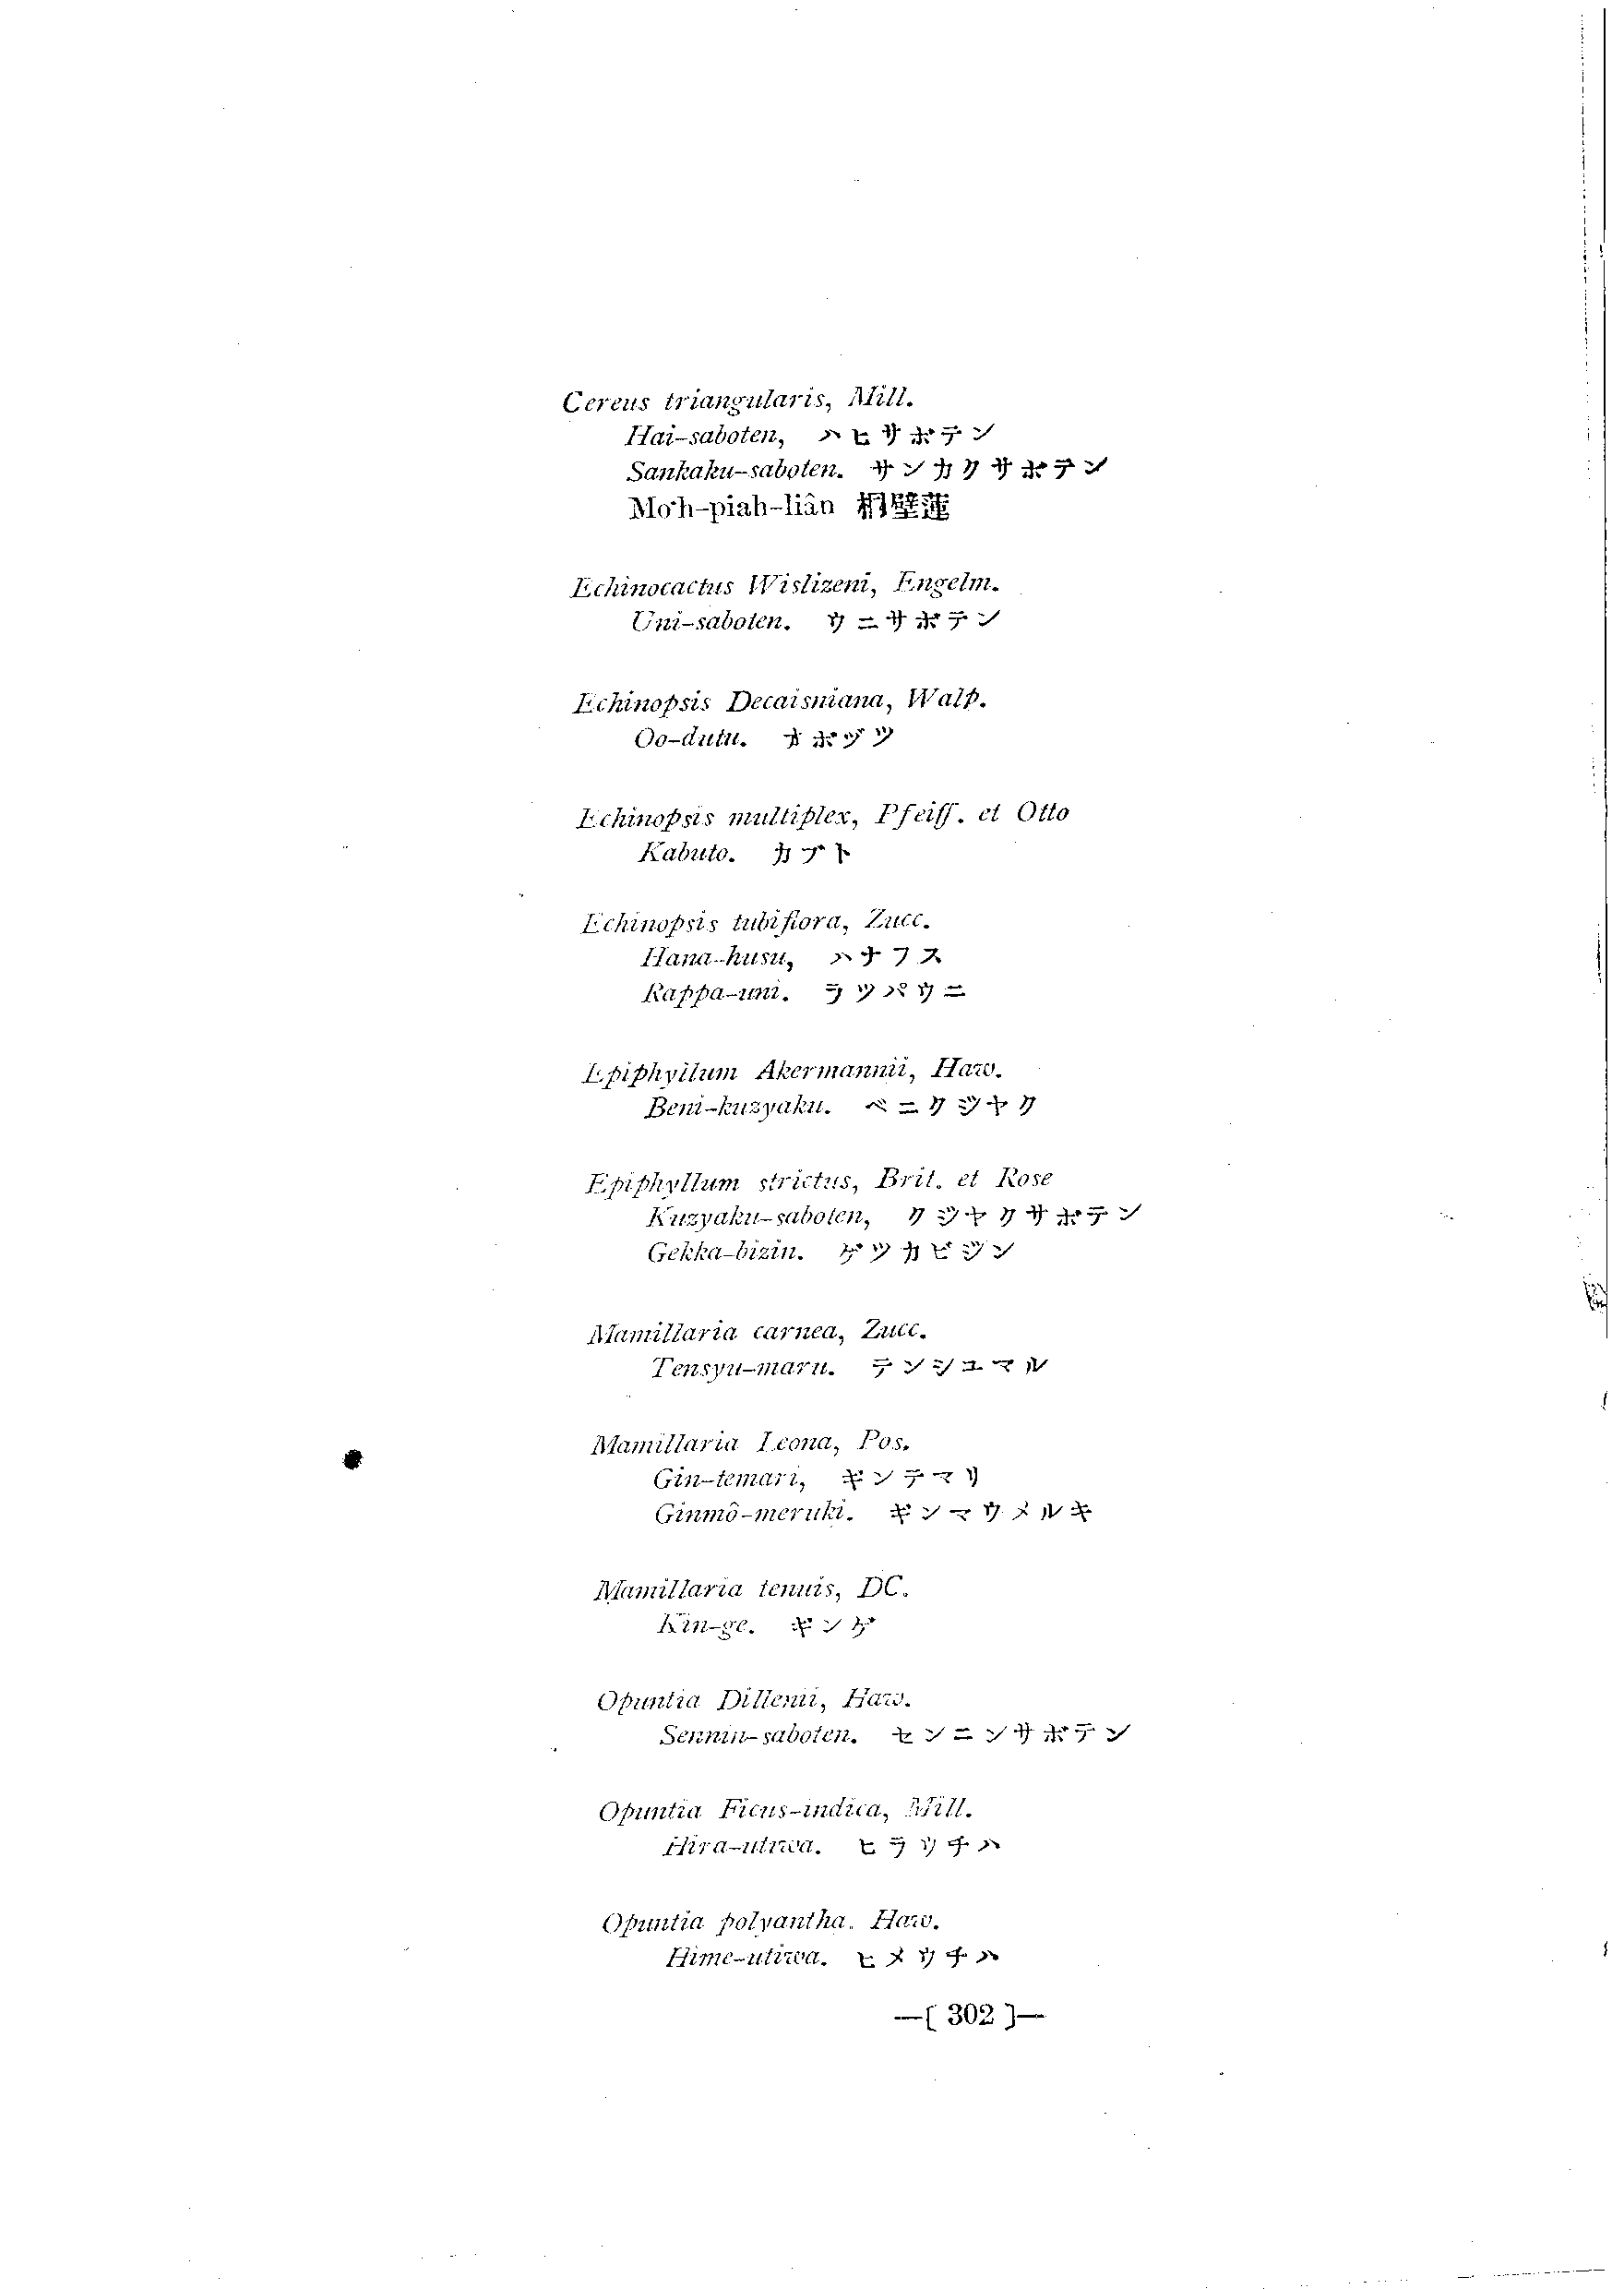 Cereus triangularis, Mill.
Hai-saboten, ハヒサボテン
Sankaku-saboten. サンカクサボテン
Mo͘h-piah-liân 
Echinocactus Wislizeni, Engelm.
Uni-saboten. ウニサボテン
Echinopsis Decaisniana, Walp.
Oo-dutu. オホヅツ
Echinopsis multiplex, Pfeiff. et Otto
Kabuto. カブト
Echinopsis tubiflora, Zucc.
Hana-husu, ハナフス
Kappa-uni. ラツパウニ
Epiphyllum Akermannii, Haw.
Beni-kuzyaku. ベニクジャク
Epiphyllum strictus, Brit. et Rose
Kuzyaku-saboten, クジャクサボテン
Gekka-bizin. ゲツカビジン
Mamillaria carnea, Zucc.
Tensyu-maru. テンシュマル
Mamillaria Leona, Pos.
Gin-temari, ギンテマリ
Ginmô-meruki. ギンマウメルキ
Mamillaria tenuis, DC.
Kin-ge. キンゲ
Opuntia Dillenii, Haw.
Sennin-saboten. センニンサボテン
Opuntia Ficus-indica, Mill.
Hira-utiwa. ヒラウチハ
Opuntia polyantha. Haw.
Hime-utiwa. ヒメウチハ
—( 302 )—